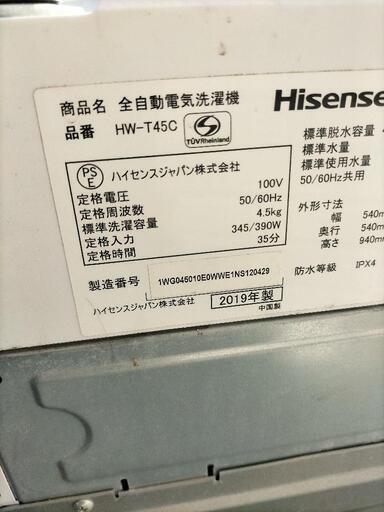 商品名 全自動電気洗濯機
Hisense
品番 HW-T45C
TÜVRheinland
PS
E
ハイセンスジャパン株式会社
定格電圧 100V
定格周波数 50/60Hz
標準洗濯容量 4.5kg
定格入力 345/390W
定格時間 35分
標準脱水容量
標準水量
標準使用水量
50/60Hz共用
外形寸法
幅 540m
奥行 540m
高さ 940m
防水等級 IPX4
製造番号 1WG045010E0WWE1NS120429
ハイセンスジャパン株式会社 2019年製
中国製